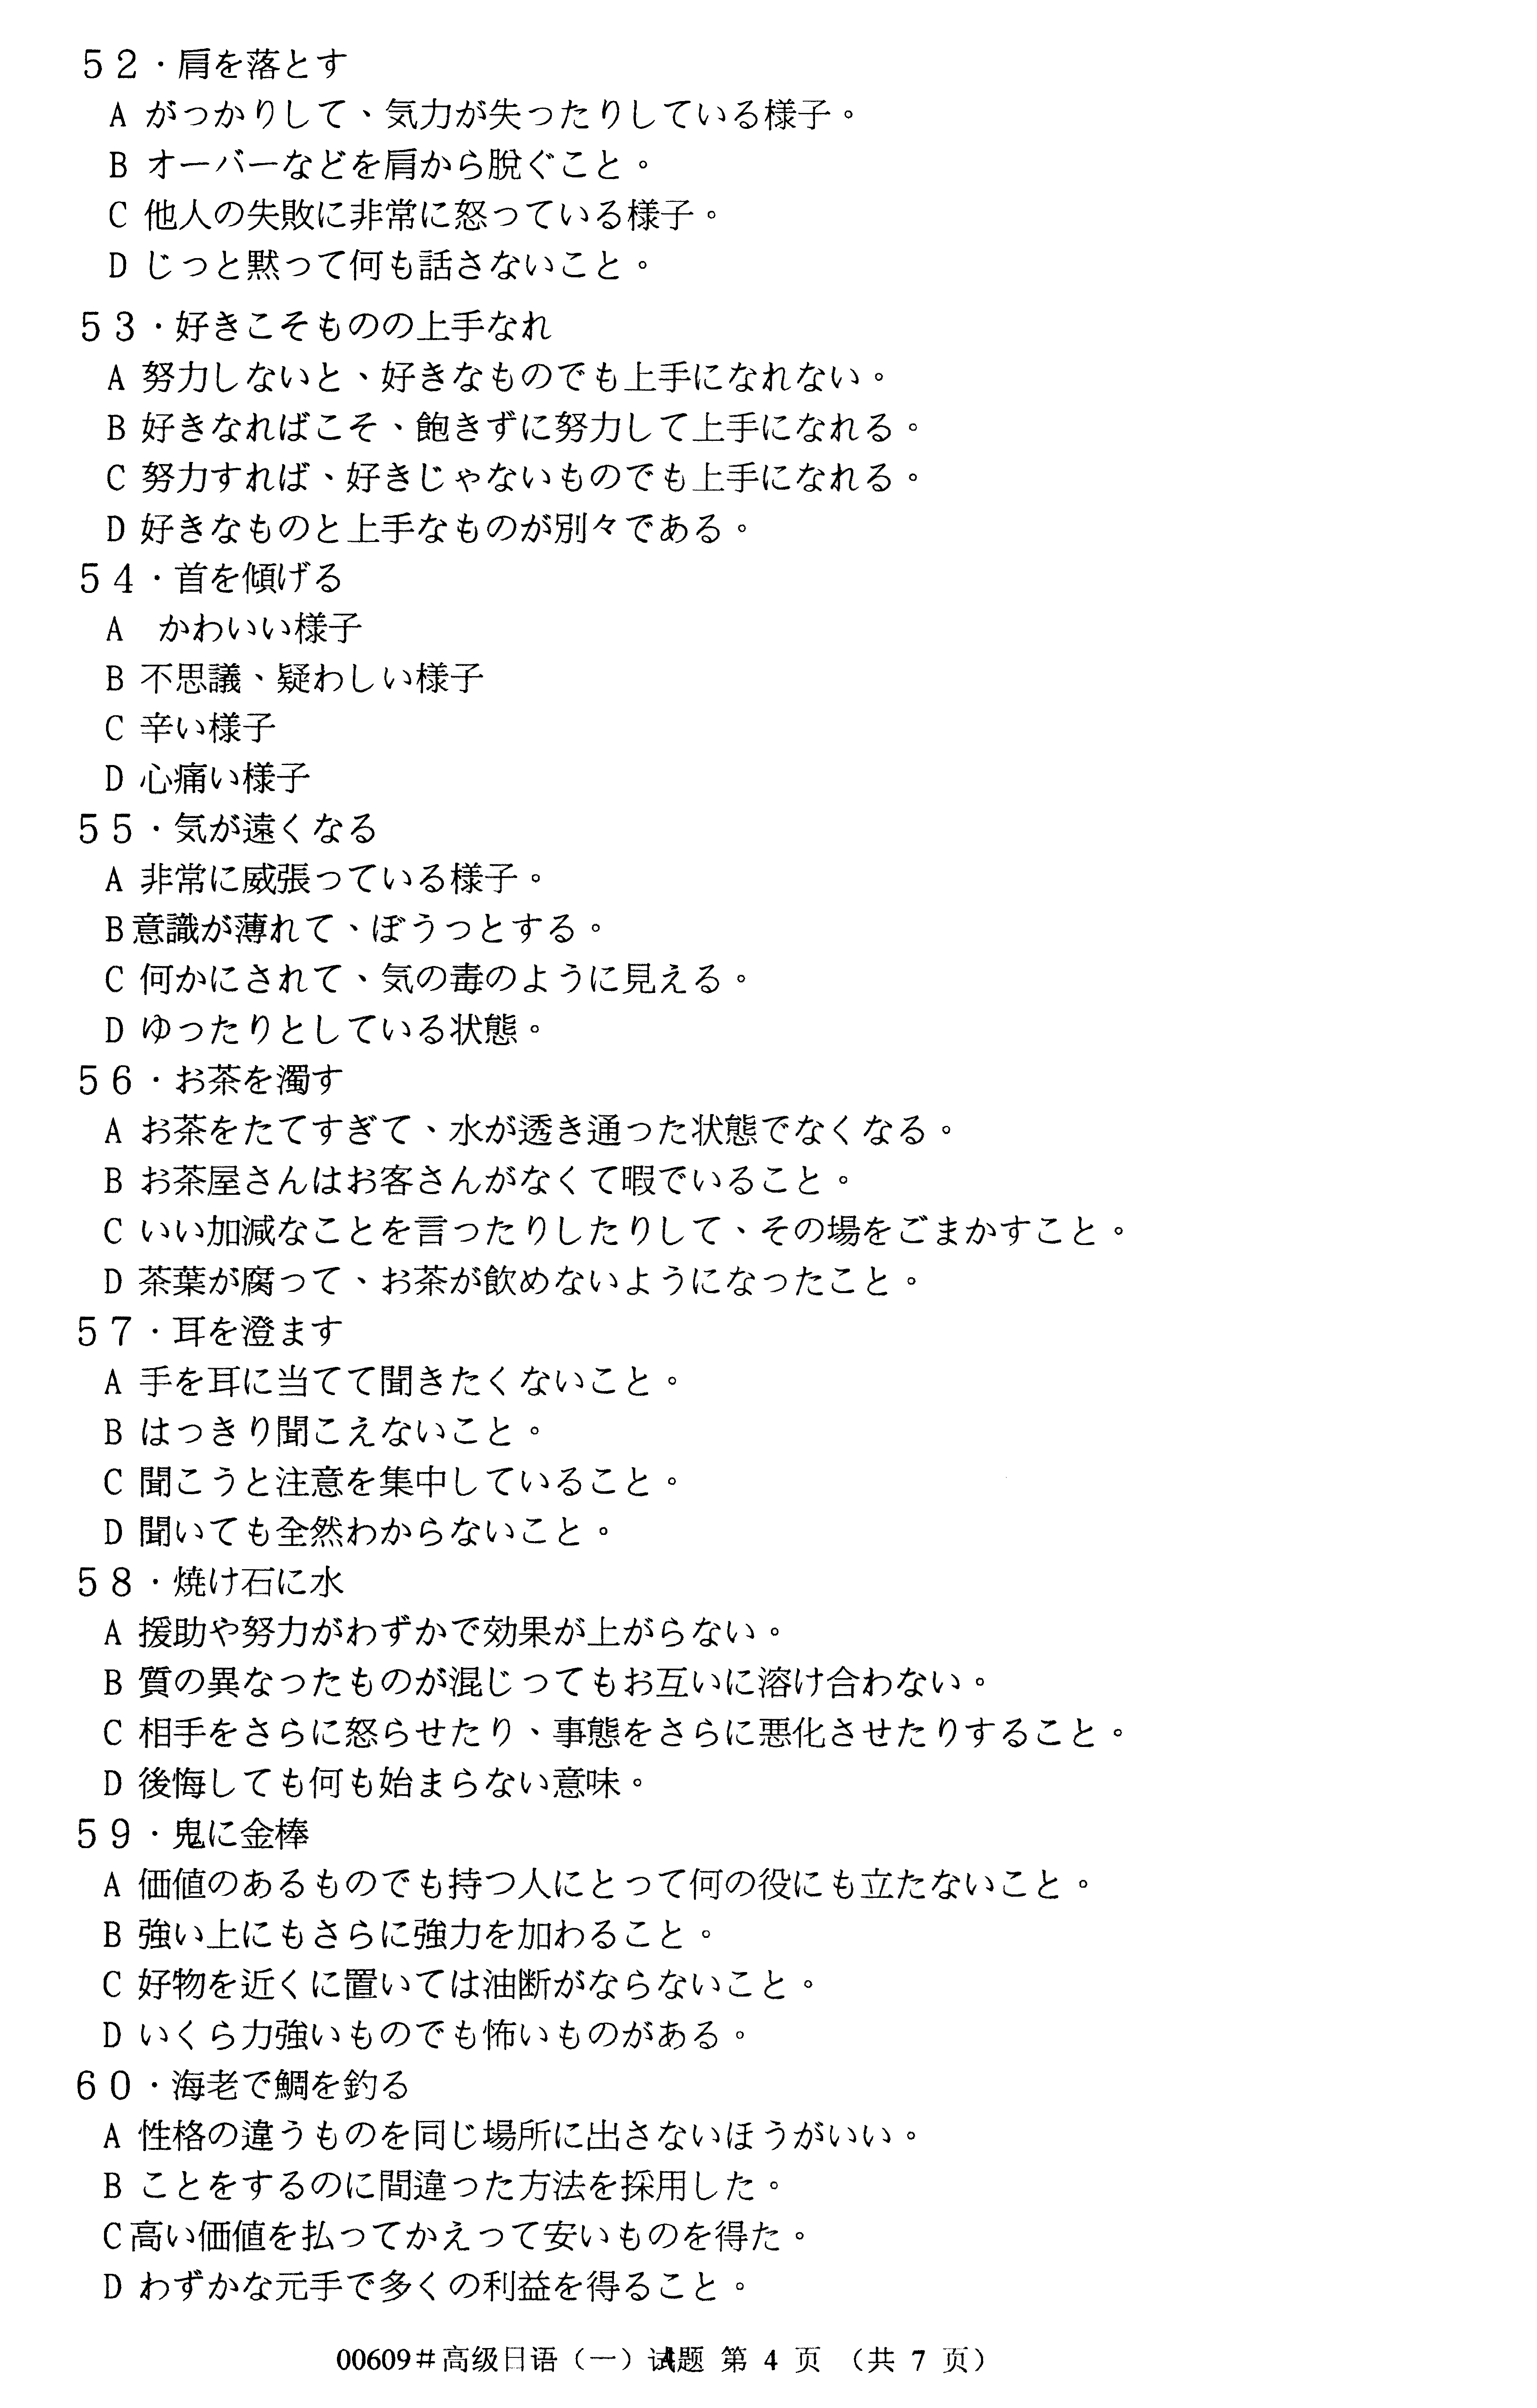 ５２．肩を落とす
A がっかりして、気力が失ったりしている様子。
B オーバーなどを肩から脱ぐこと。
C 他人の失敗に非常に怒っている様子。
D じっと黙って何も話さないこと。
５３．好きこそものの上手なれ
A 努力しないと、好きなものでも上手になれない。
B 好きなればこそ、飽きずに努力して上手になれる。
C 努力すれば、好きじゃないものでも上手になれる。
D 好きなものと上手なものが別々である。
５４．首を傾げる
A　かわいい様子
B 不思議、疑わしい様子
C 辛い様子
D 心痛い様子
５５．気が遠くなる
A 非常に威張っている様子。
B意識が薄れて、ぼうっとする。
C 何かにされて、気の毒のように見える。
D ゆったりとしている状態。
５６．お茶を濁す
A お茶をたてすぎて、水が透き通った状態でなくなる。
B お茶屋さんはお客さんがなくて暇でいること。
C いい加減なことを言ったりしたりして、その場をごまかすこと。
D 茶葉が腐って、お茶が飲めないようになったこと。
５７．耳を澄ます
A 手を耳に当てて聞きたくないこと。
B はっきり聞こえないこと。
C 聞こうと注意を集中していること。
D 聞いても全然わからないこと。
５８．焼け石に水
A 援助や努力がわずかで効果が上がらない。
B 質の異なったものが混じってもお互いに溶け合わない。
C 相手をさらに怒らせたり、事態をさらに悪化させたりすること。
D 後悔しても何も始まらない意味。
５９．鬼に金棒
A 価値のあるものでも持つ人にとって何の役にも立たないこと。
B 強い上にもさらに強力を加わること。
C 好物を近くに置いては油断がならないこと。
D いくら力強いものでも怖いものがある。
６０．海老で鯛を釣る
A 性格の違うものを同じ場所に出さないほうがいい。
B ことをするのに間違った方法を採用した。
C高い価値を払ってかえって安いものを得た。
D わずかな元手で多くの利益を得ること。
00609＃高级日语（一）试题 第 4 页 （共 7 页）